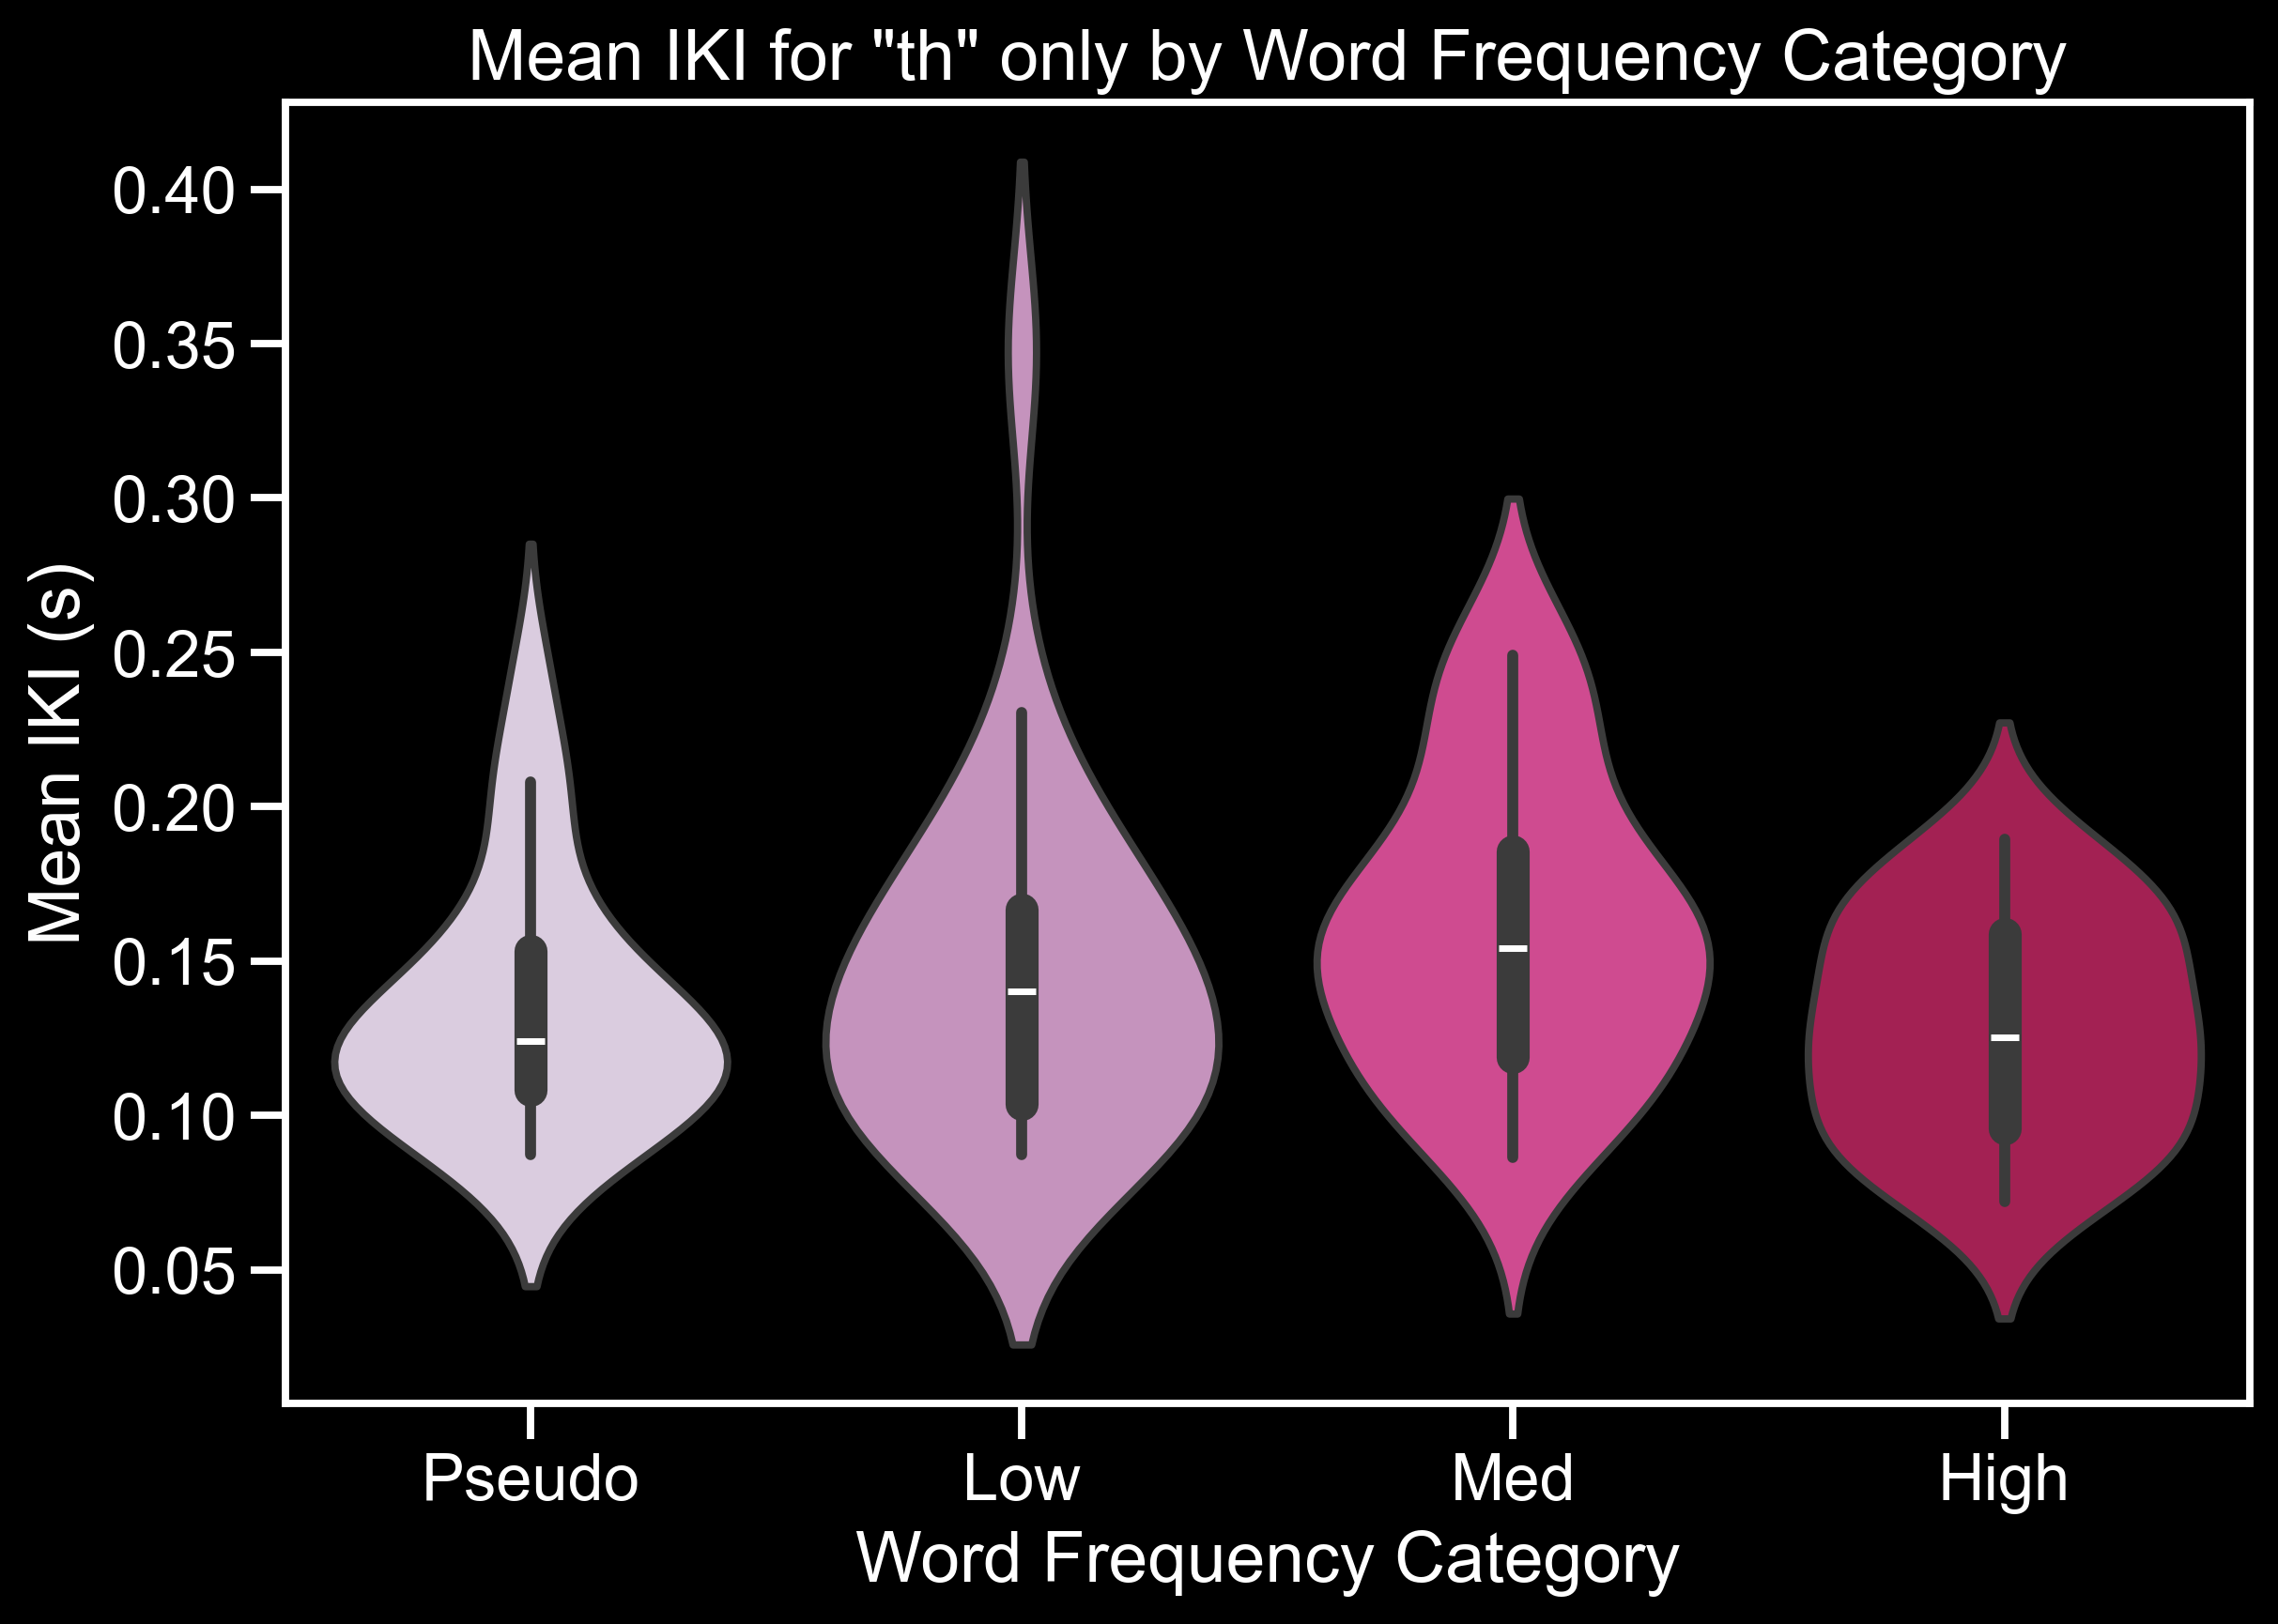 Mean IKI for "th" only by Word Frequency Category
Mean IKI (s)
0.40
0.35
0.30
0.25
0.20
0.15
0.10
0.05
Pseudo Low Med High
Word Frequency Category